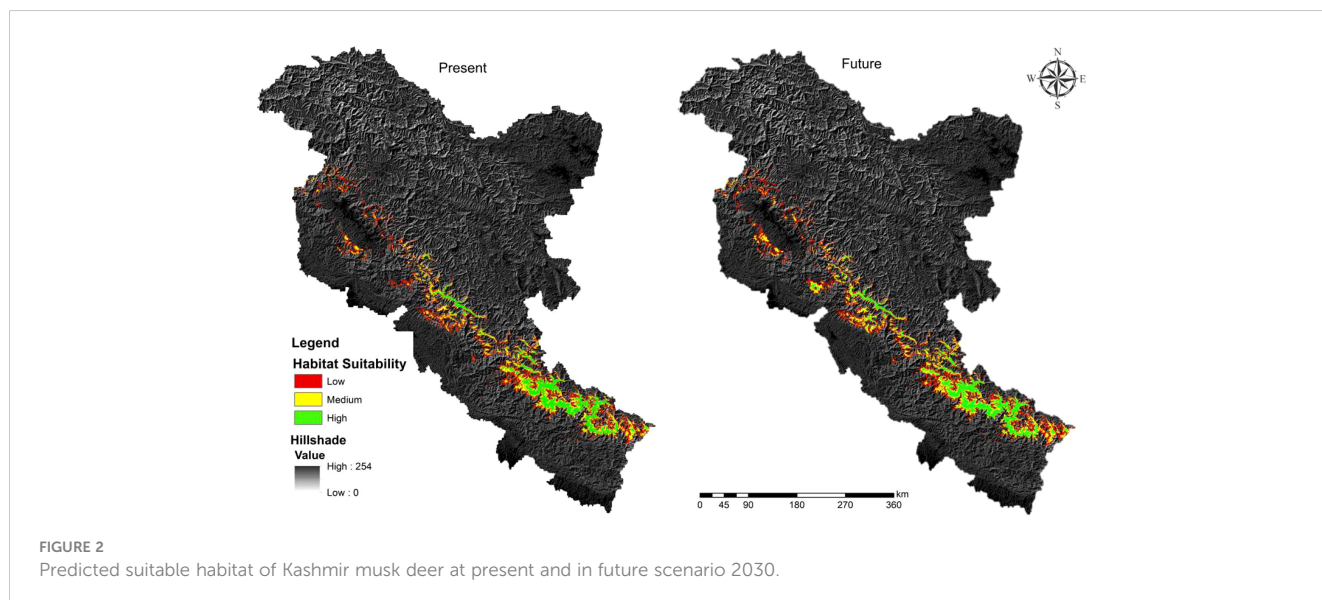 Present
Future
N
W E
S
Legend
Habitat Suitability
Low
Medium
High
Hillshade
Value
High : 254
Low : 0
km
0 45 90 180 270 360
FIGURE 2
Predicted suitable habitat of Kashmir musk deer at present and in future scenario 2030.